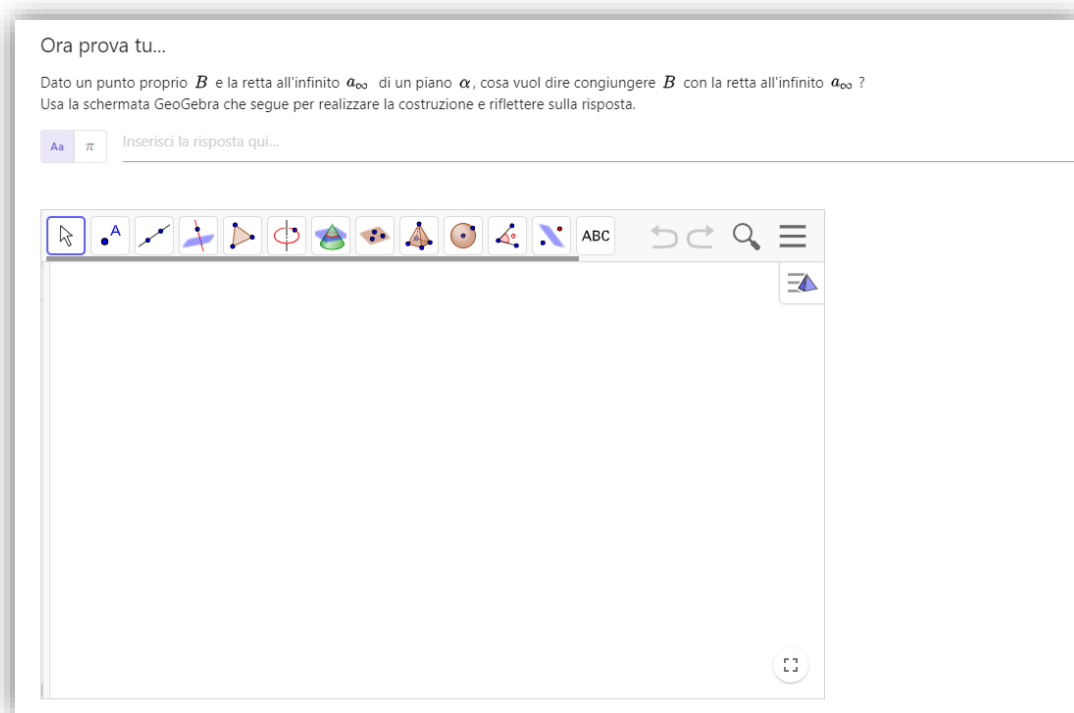 Ora prova tu...
Dato un punto proprio B e la retta all'infinito a∞ di un piano α, cosa vuol dire congiungere B con la retta all'infinito a∞ ?
Usa la schermata GeoGebra che segue per realizzare la costruzione e riflettere sulla risposta.
Aa π Inserisci la risposta qui...
A ABC